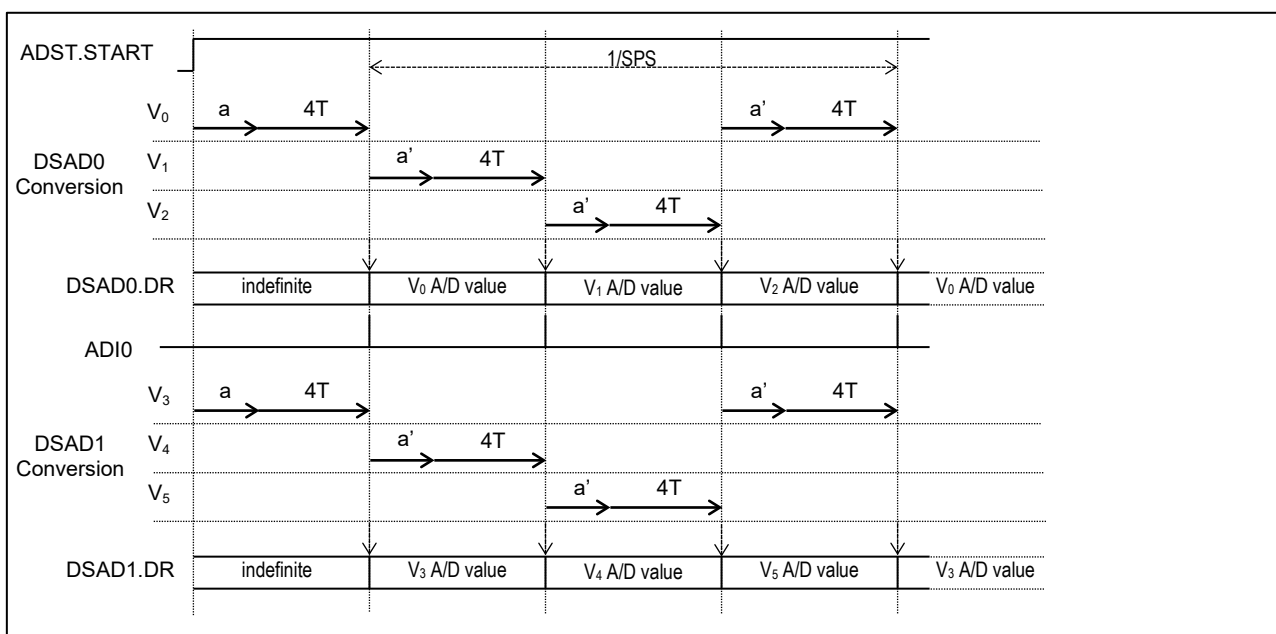 ADST.START
1/SPS
V₀ a 4T a' 4T
DSAD0 Conversion
V₁ a' 4T
V₂ a' 4T
DSAD0.DR indefinite V₀ A/D value V₁ A/D value V₂ A/D value V₀ A/D value
ADI0
V₃ a 4T a' 4T
DSAD1 Conversion
V₄ a' 4T
V₅ a' 4T
DSAD1.DR indefinite V₃ A/D value V₄ A/D value V₅ A/D value V₃ A/D value